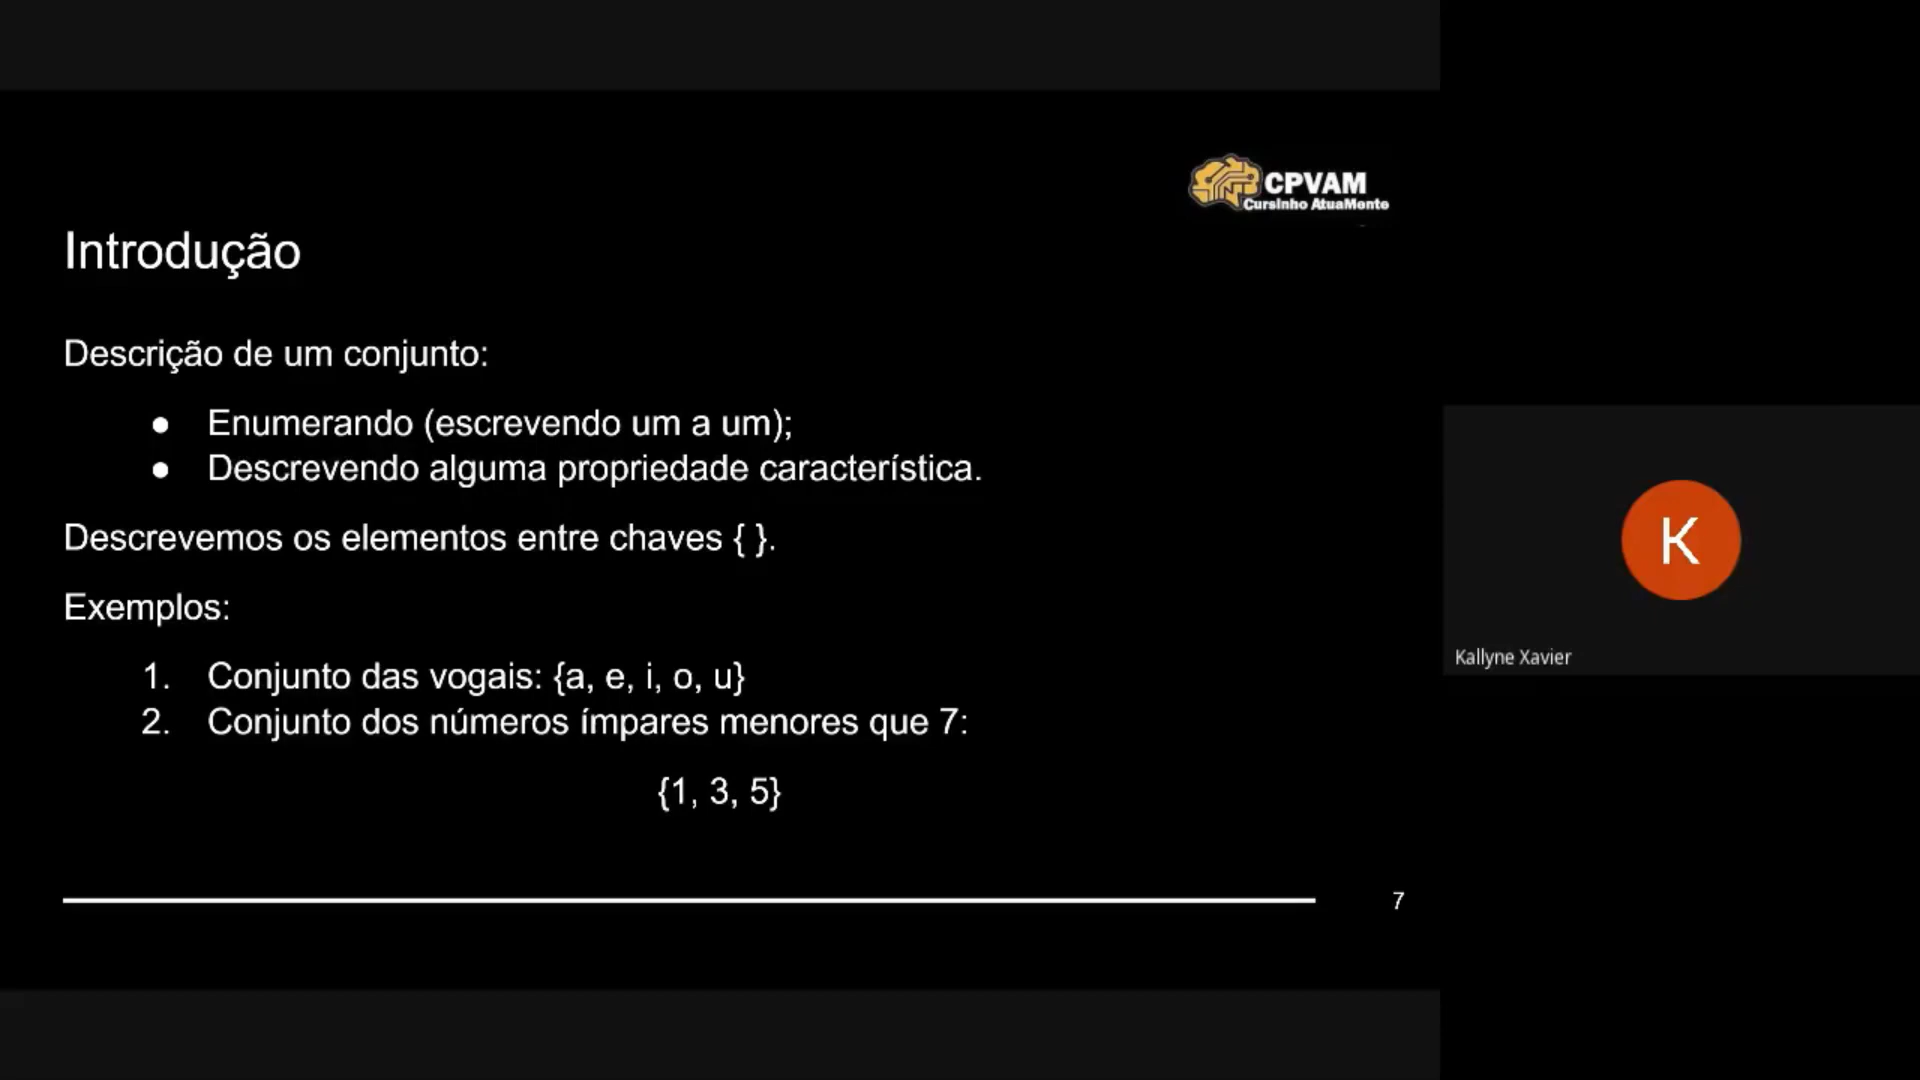 CPVAM
Cursinho AtuaMente
Introdução
Descrição de um conjunto:
● Enumerando (escrevendo um a um);
● Descrevendo alguma propriedade característica.
Descrevemos os elementos entre chaves { }.
Exemplos:
1. Conjunto das vogais: {a, e, i, o, u}
2. Conjunto dos números ímpares menores que 7:
{1, 3, 5}
7
K
Kallyne Xavier